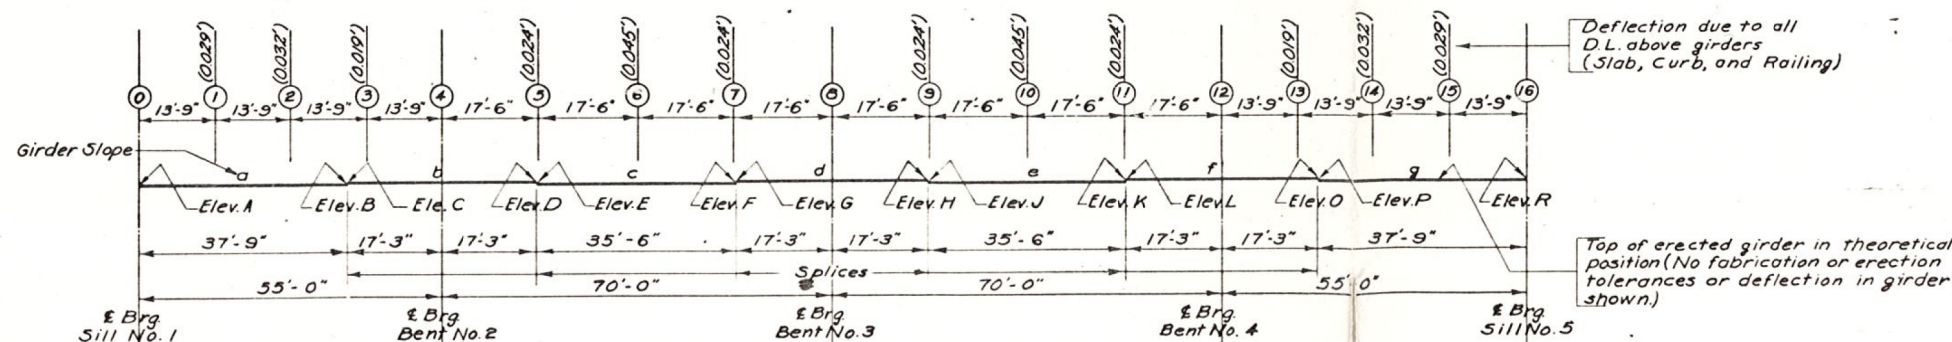 (0.029') (0.032') (0.019') (0.024') (0.045') (0.024') (0.024') (0.045') (0.024') (0.019') (0.032') (0.029')
Deflection due to all
D.L. above girders
(Slab, Curb, and Railing)
0 1 2 3 4 5 6 7 8 9 10 11 12 13 14 15 16
13'-9" 13'-9" 13'-9" 13'-9" 17'-6" 17'-6" 17'-6" 17'-6" 17'-6" 17'-6" 17'-6" 17'-6" 13'-9" 13'-9" 13'-9" 13'-9"
Girder Slope
a b c d e f g
Elev. A Elev. B Ele. C Elev. D Elev. E Elev. F Elev. G Elev. H Elev. J Elev. K Elev. L Elev. O Elev. P Elev. R
37'-9" 17'-3" 17'-3" 35'-6" 17'-3" 17'-3" 35'-6" 17'-3" 17'-3" 37'-9"
Top of erected girder in theoretical
position (No fabrication or erection
tolerances or deflection in girder
shown.)
Splices
55'-0" 70'-0" 70'-0" 55'-0"
℄ Brg. ℄ Brg. ℄ Brg. ℄ Brg. ℄ Brg.
Sill No. 1 Bent No. 2 Bent No. 3 Bent No. 4 Sill No. 5